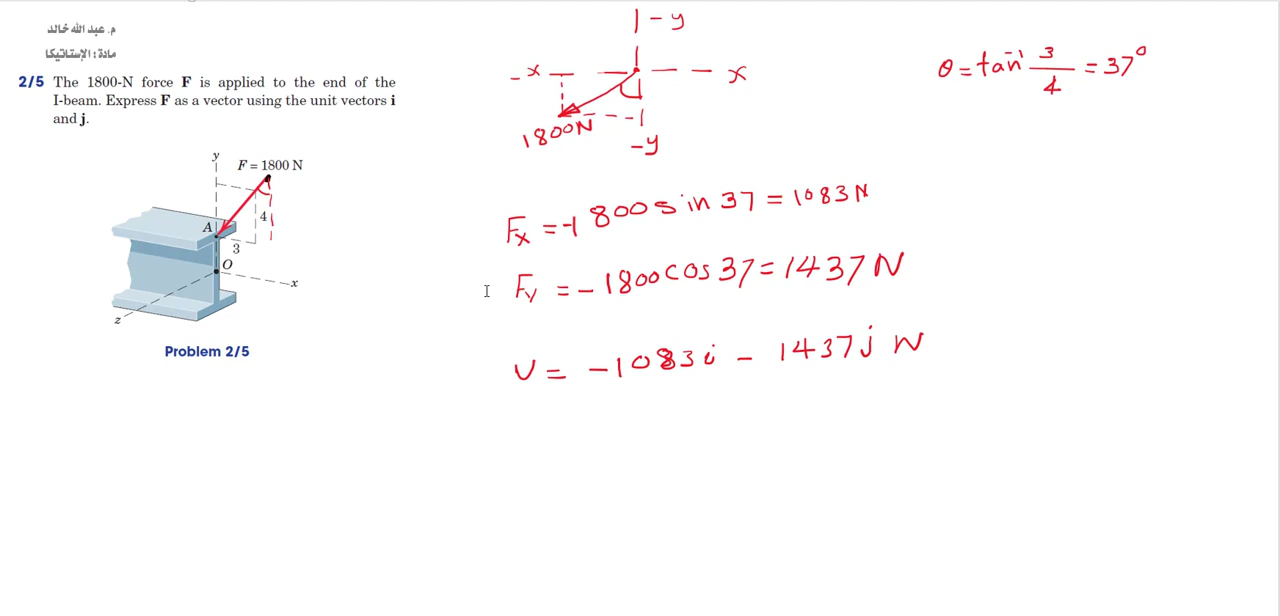 م. عبد الله خالد
مادة : الإستاتيكا
2/5 The 1800-N force F is applied to the end of the
I-beam. Express F as a vector using the unit vectors i
and j.
y
F = 1800 N
A
4
3
O
x
z
Problem 2/5
-y
-x
x
1800N
-y
θ = tan⁻¹ 3/4 = 37°
Fx = -1800 sin 37 = 1083 N
Fy = -1800 cos 37 = 1437 N
V = -1083 i - 1437 j N